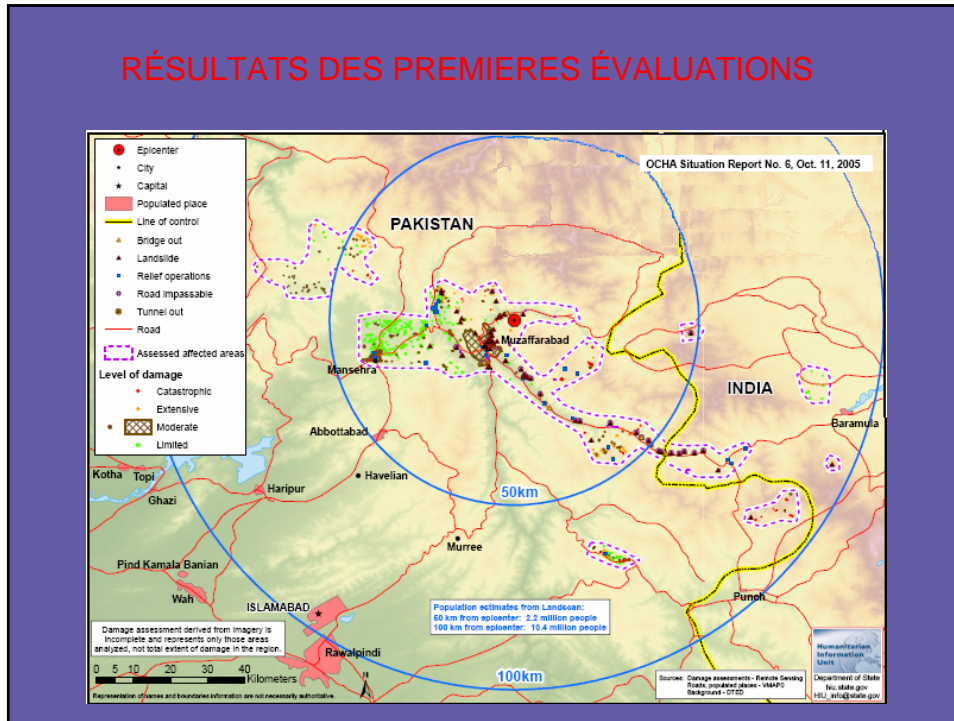 RÉSULTATS DES PREMIERES ÉVALUATIONS
Epicenter
City
Capital
Populated place
Line of control
Bridge out
Landslide
Relief operations
Road impassable
Tunnel out
Road
Assessed affected areas
Level of damage
Catastrophic
Extensive
Moderate
Limited
OCHA Situation Report No. 6, Oct. 11, 2005
PAKISTAN
Muzaffarabad
Mansehra
INDIA
Baramula
Abbottabad
Kotha
Topi
Ghazi
Haripur
Havelian
50km
Murree
Pind Kamala Banian
Wah
Punch
ISLAMABAD
Rawalpindi
Population estimates from Landscan:
60 km from epicenter: 2.2 million people
100 km from epicenter: 10.4 million people
Damage assessment derived from imagery is
incomplete and represents only those areas
analyzed, not total extent of damage in the region.
0 5 10 20 30 40
Kilometers
Representation of names and boundaries information are not necessarily authoritative.
N
100km
Sources: Damage assessments - Remote Sensing
Roads, populated places - VMAP0
Background - DTED
Humanitarian
Information
Unit
Department of State
hiu.state.gov
HIU_info@state.gov